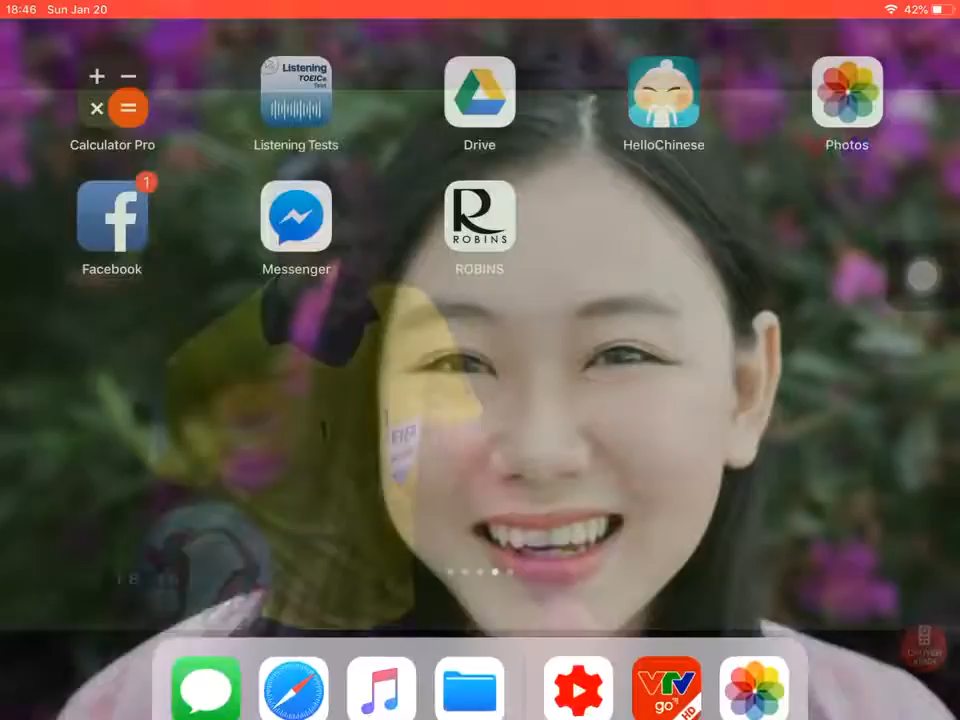 18:46 Sun Jan 20
42%
Listening
TOEIC®
Test
Calculator Pro
Listening Tests
Drive
HelloChinese
Photos
1
ROBINS
Facebook
Messenger
ROBINS
VTV
go
HD